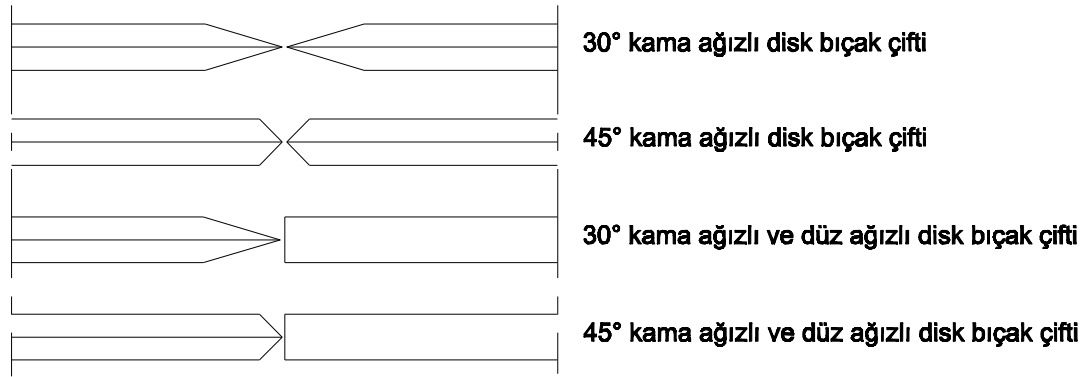 30° kama ağızlı disk bıçak çifti
45° kama ağızlı disk bıçak çifti
30° kama ağızlı ve düz ağızlı disk bıçak çifti
45° kama ağızlı ve düz ağızlı disk bıçak çifti